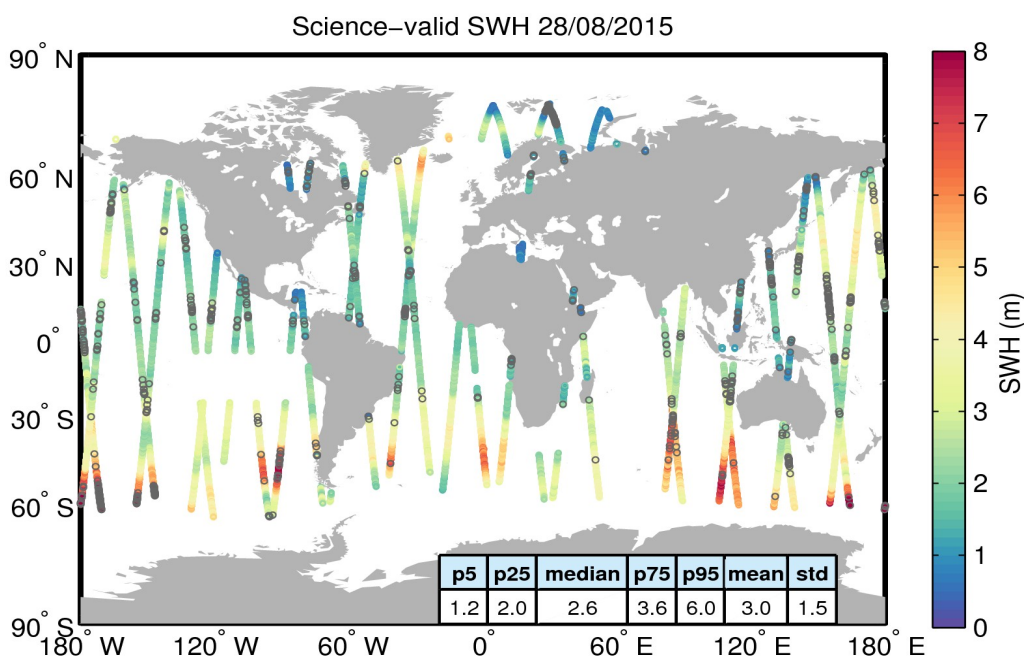 Science−valid SWH 28/08/2015
90° N
60° N
30° N
0°
30° S
60° S
90° S
180° W
120° W
60° W
0°
60° E
120° E
180° E
p5 p25 median p75 p95 mean std
1.2 2.0 2.6 3.6 6.0 3.0 1.5
8
7
6
5
4
3
2
1
0
SWH (m)